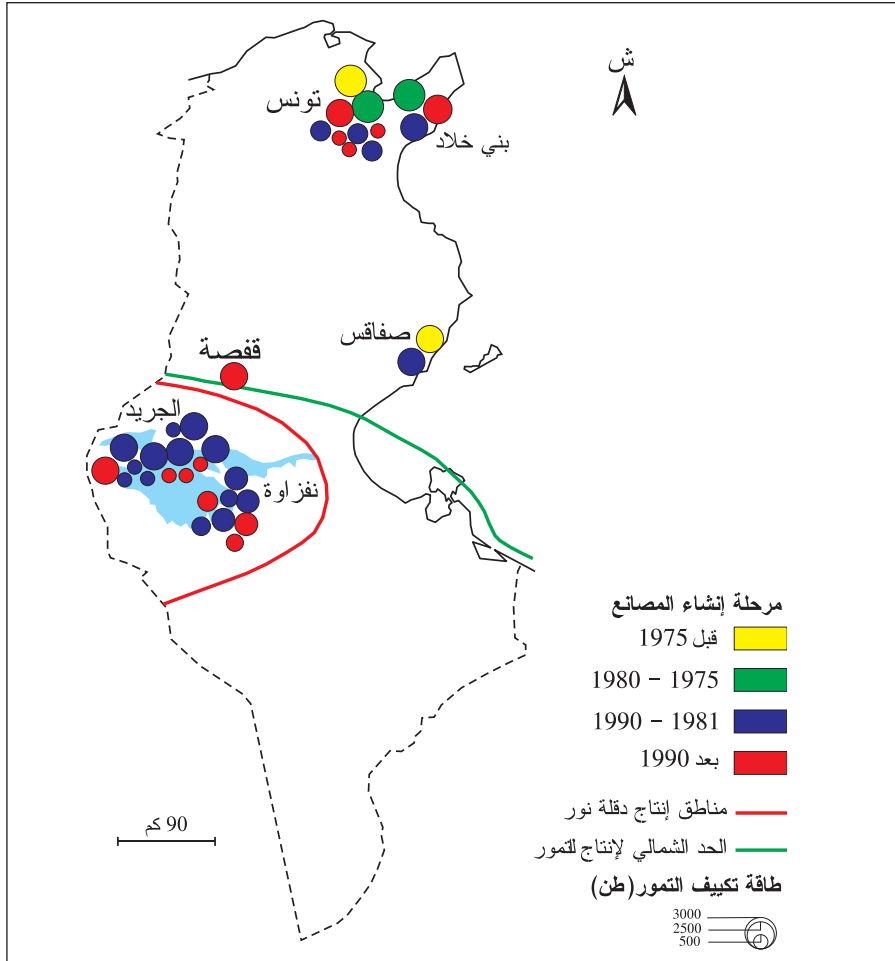 ش
تونس
بني خلاد
صفاقس
قفصة
الجريد
نفزاوة
مرحلة إنشاء المصانع
قبل 1975
1975 - 1980
1981 - 1990
بعد 1990
مناطق إنتاج دقلة نور
الحد الشمالي لإنتاج التمور
طاقة تكييف التمور (طن)
3000
2500
500
90 كم